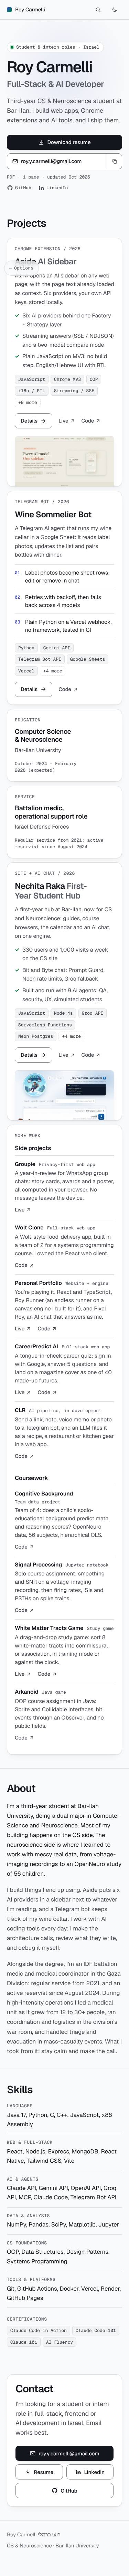 Roy Carmelli
Student & intern roles · Israel
Roy Carmelli
Full-Stack & AI Developer
Third-year CS & Neuroscience student at Bar-Ilan. I build web apps, Chrome extensions and AI tools, and I ship them.
Download resume
roy.carmelli@gmail.com
PDF · 1 page · updated Oct 2026
GitHub
LinkedIn
Projects
CHROME EXTENSION / 2026
Aside AI Sidebar
← Options
Six AI providers behind one Factory + Strategy layer
Streaming answers (SSE / NDJSON) and a two-model compare mode
Plain JavaScript on MV3: no build step, English/Hebrew UI with RTL
JavaScript
Chrome MV3
OOP
i18n / RTL
Streaming / SSE
Details →
Live ↗
Code ↗
TELEGRAM BOT / 2026
Wine Sommelier Bot
A Telegram AI agent that runs my wine cellar in a Google Sheet: it reads label photos, updates the list and pairs bottles with dinner.
01 Label photos become sheet rows; edit or remove in chat
02 Retries with backoff, then falls back across 4 models
03 Plain Python on a Vercel webhook, no framework, tested in CI
Python
Gemini API
Telegram Bot API
Google Sheets
Vercel
+4 more
Details →
Code ↗
EDUCATION
Computer Science & Neuroscience
Bar-Ilan University
October 2024 - February 2028 (expected)
SERVICE
Battalion medic, operational support role
Israel Defense Forces
Regular service from 2021; active reservist since August 2024
SITE + AI CHAT / 2026
Nechita Raka First-Year Student Hub
A first-year hub at Bar-Ilan, now for CS and Neuroscience: guides, course browsers, the calendar and an AI chat, on one engine.
330 users and 1,000 visits a week on the CS site
Bit and Byte chat: Prompt Guard, Neon rate limits, Groq fallback
Built and run with 9 AI agents: QA, security, UX, simulated students
JavaScript
Node.js
Groq API
Serverless Functions
Neon Postgres
+4 more
Details →
Live ↗
Code ↗
MORE WORK
Side projects
Groupie Privacy-first web app
A year-in-groups for WhatsApp group chats: story cards, awards and a poster, all computed in the browser. No message leaves the device.
Live ↗
Wolt Clone Full-stack web app
A Wolt-style food-delivery app, built in a team of 2 for a systems programming course. I owned the React web client.
Code ↗
Personal Portfolio Website + engine
You're playing it. React and TypeScript, Roy Runner (an endless runner on an original engine I built for it), and Pixel Roy, an AI chat that answers as me.
Live ↗
Code ↗
CareerPredict AI Full-stack web app
A tongue-in-cheek career quiz: sign in with Google, answer 5 questions, and land on a magazine cover as one of 40 made-up futures.
Live ↗
Code ↗
CLR AI pipeline, in development
Send a link, note, voice memo or photo to a Telegram bot, and an LLM files it as a recipe, a restaurant or kitchen gear in a web app.
Code ↗
Coursework
Cognitive Background
Team data project
Team of 4: does a child's socio-educational background predict math and reading scores? OpenNeuro data, 56 subjects, hierarchical OLS.
Code ↗
Signal Processing Jupyter notebook
Solo course assignment: smoothing and SNR on a voltage-imaging recording, then firing rates, ISIs and PSTHs on spike trains.
Code ↗
White Matter Tracts Game Study game
A drag-and-drop study game: sort 8 white-matter tracts into commissural or association, in training mode or against the clock.
Live ↗
Code ↗
Arkanoid Java game
OOP course assignment in Java: Sprite and Collidable interfaces, hit events through an Observer, and no public fields.
Code ↗
About
I'm a third-year student at Bar-Ilan University, doing a dual major in Computer Science and Neuroscience. Most of my building happens on the CS side. The neuroscience side is where I learned to work with messy real data, from voltage-imaging recordings to an OpenNeuro study of 56 children.
I build things I end up using. Aside puts six AI providers in a sidebar next to whatever I'm reading, and a Telegram bot keeps track of my wine cellar. I work with AI agents every day, but I make the architecture calls, review what they write, and debug it myself.
Alongside the degree, I'm an IDF battalion medic and medical coordinator in the Gaza Division, in regular service from 2021, and an active reservist since August 2024. During high-intensity operations I led a medical work force from 12 to 30+ people, ran coordination and logistics in the division's war room, and handled triage and evacuation in mass-casualty events. What I took from it: stay calm and make the call.
Skills
LANGUAGES
Java 17, Python, C, C++, JavaScript, x86 Assembly
WEB & FULL-STACK
React, Node.js, Express, MongoDB, React Native, Tailwind CSS, Vite
AI & AGENTS
Claude API, Gemini API, OpenAI API, Groq API, MCP, Claude Code, Telegram Bot API
DATA & ANALYSIS
NumPy, Pandas, SciPy, Matplotlib, Jupyter
CS FOUNDATIONS
OOP, Data Structures, Design Patterns, Systems Programming
TOOLS & PLATFORMS
Git, GitHub Actions, Docker, Vercel, Render, GitHub Pages
CERTIFICATIONS
Claude Code in Action
Claude Code 101
Claude 101
AI Fluency
Contact
I'm looking for a student or intern role in full-stack, frontend or AI development in Israel. Email works best.
roy.carmelli@gmail.com
Resume
LinkedIn
GitHub
Roy Carmelli רועי כרמלי
CS & Neuroscience · Bar-Ilan University